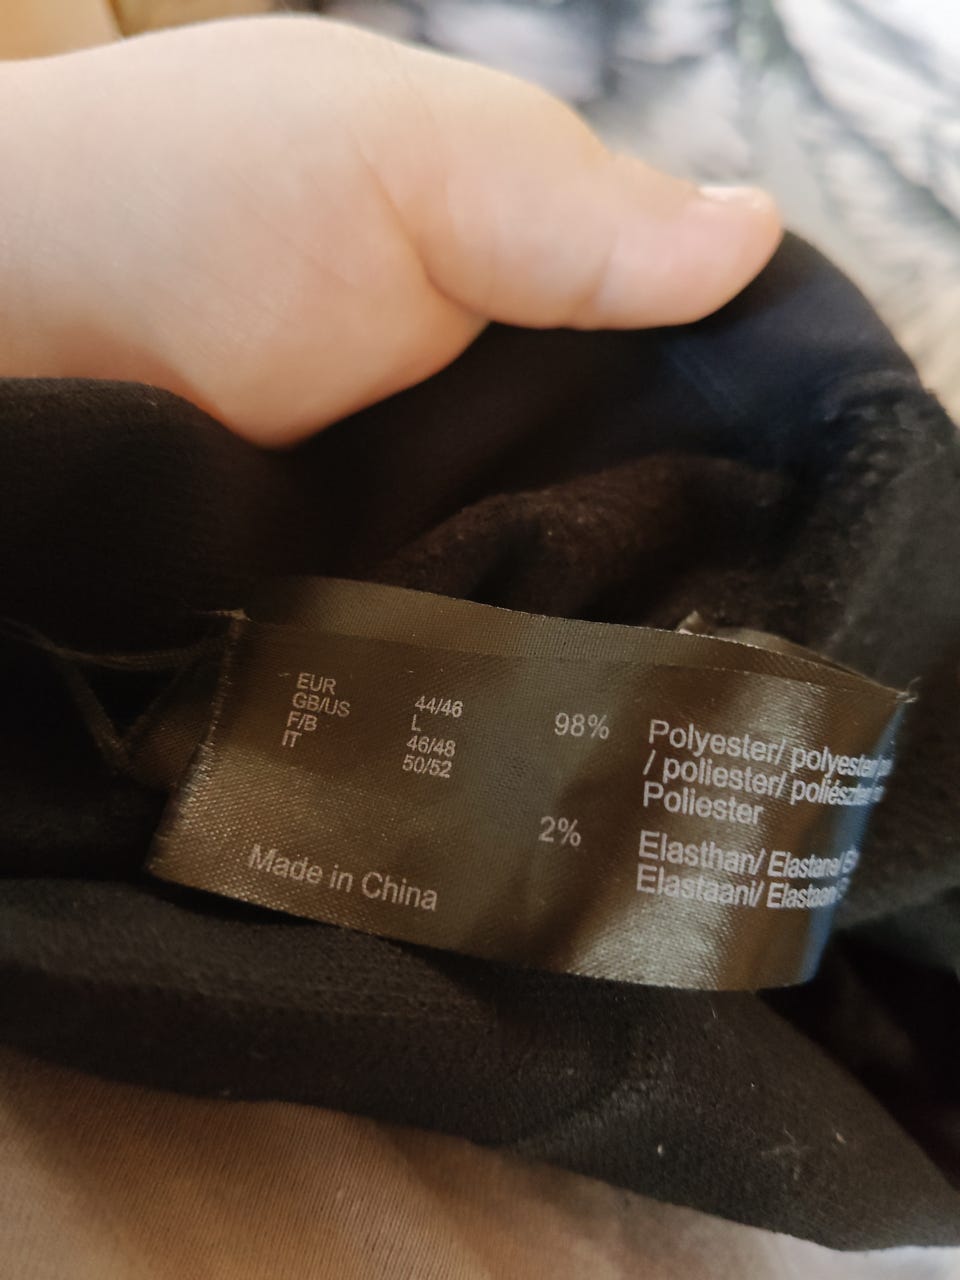 EUR 44/46
GB/US L
F/B 46/48
IT 50/52
Made in China
98% Polyester/ polyester/
/ poliester/ poliészter
Poliester
2% Elasthan/ Elastane/
Elastaani/ Elastaan/